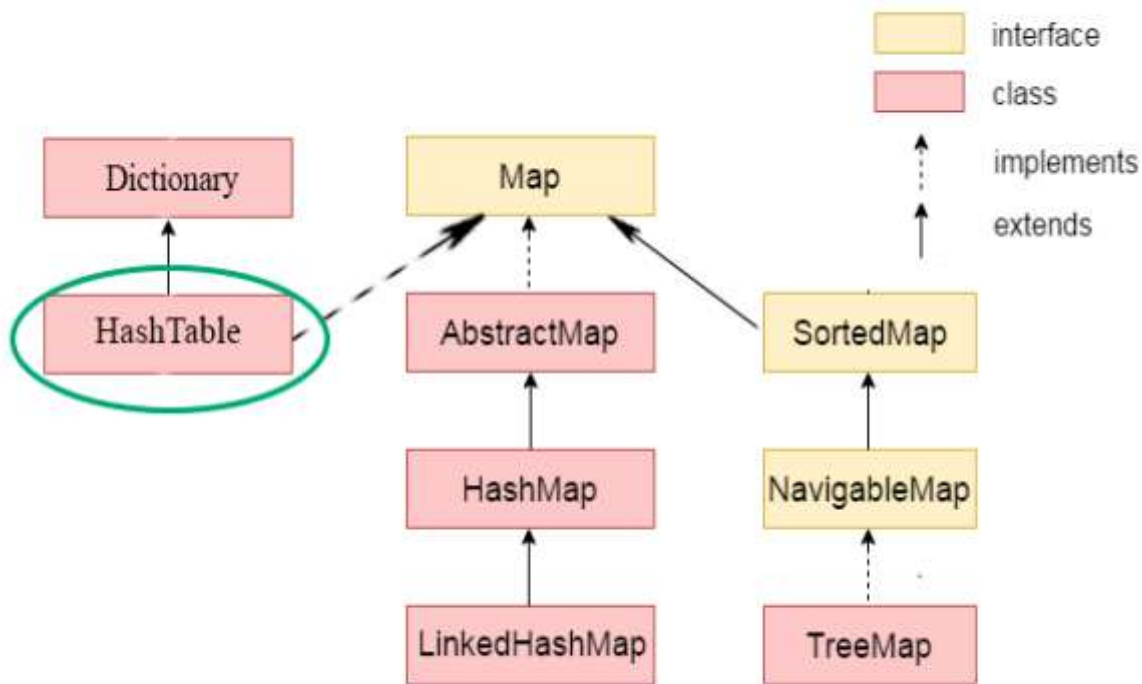 interface
class
implements
extends
Dictionary
Map
HashTable
AbstractMap
SortedMap
HashMap
NavigableMap
LinkedHashMap
TreeMap